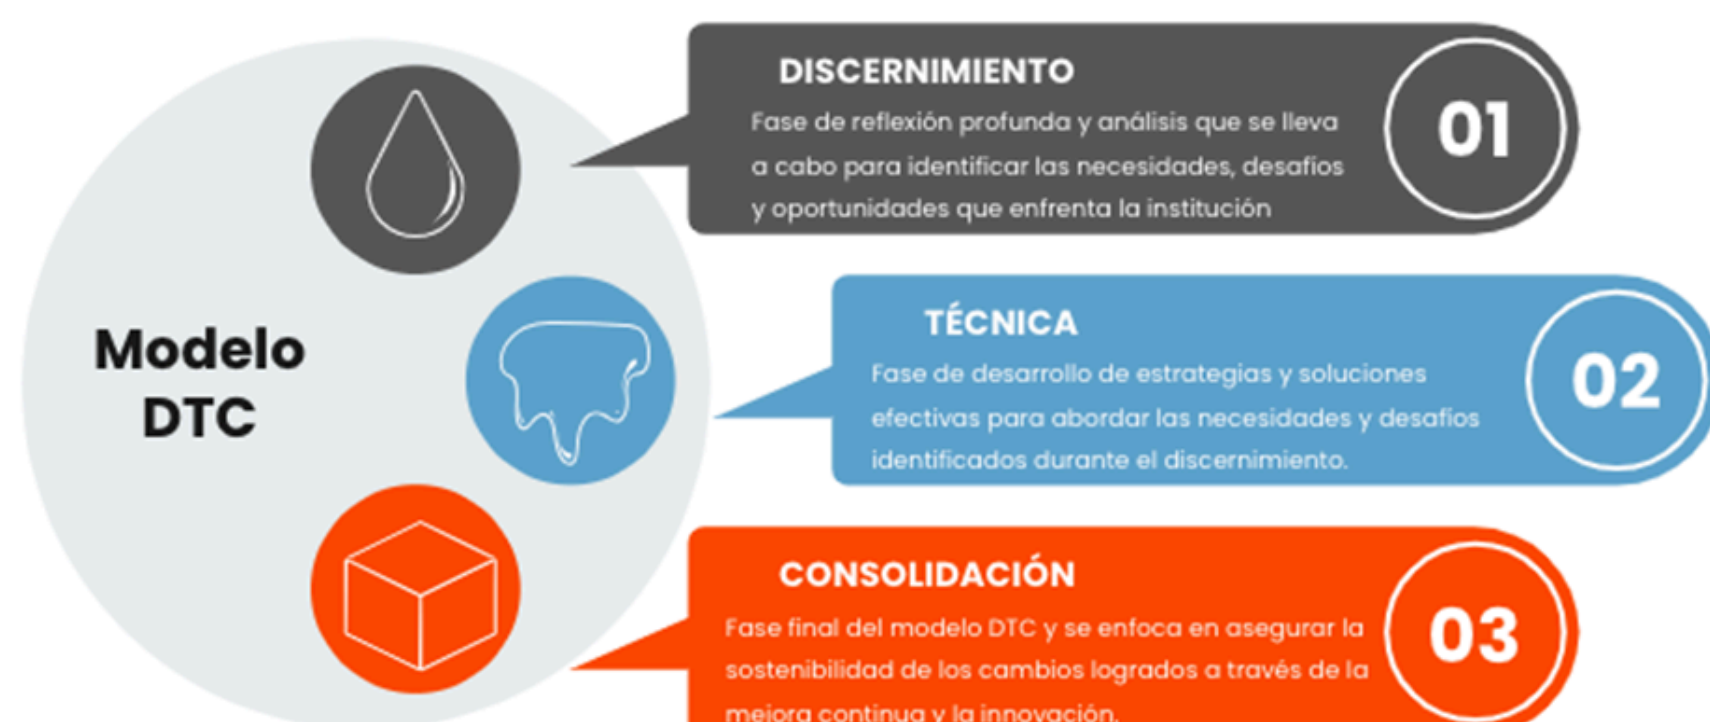 Modelo
DTC
DISCERNIMIENTO
Fase de reflexión profunda y análisis que se lleva
a cabo para identificar las necesidades, desafíos
y oportunidades que enfrenta la institución
01
TÉCNICA
Fase de desarrollo de estrategias y soluciones
efectivas para abordar las necesidades y desafíos
identificados durante el discernimiento.
02
CONSOLIDACIÓN
Fase final del modelo DTC y se enfoca en asegurar la
sostenibilidad de los cambios logrados a través de la
mejora continua y la innovación.
03